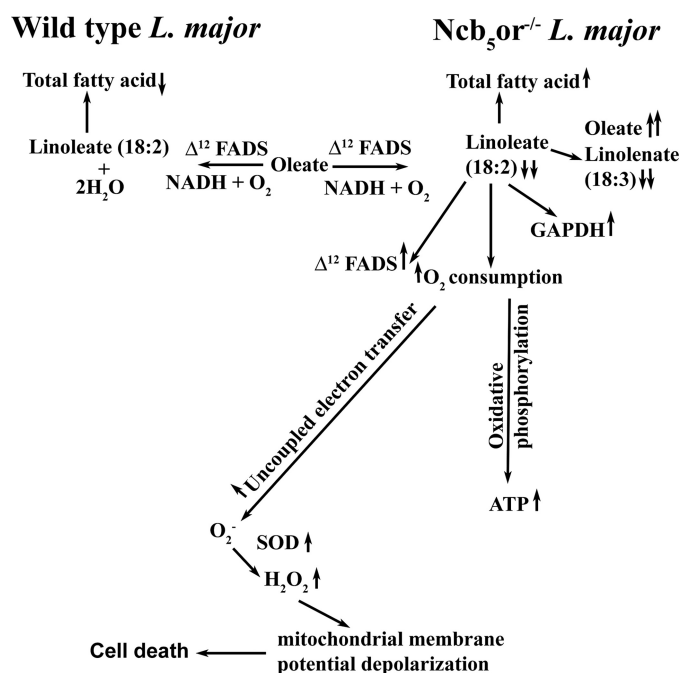 Wild type L. major
Ncb₅or⁻/⁻ L. major
Total fatty acid↓
Total fatty acid↑
Linoleate (18:2)
+
2H₂O
Δ¹² FADS
NADH + O₂
Oleate
Δ¹² FADS
NADH + O₂
Linoleate
(18:2)↓↓
Oleate↑↑
Linolenate
(18:3)↓↓
GAPDH↑
Δ¹² FADS↑
↑O₂ consumption
↑Uncoupled electron transfer
Oxidative
phosphorylation
ATP↑
O₂⁻
SOD↑
H₂O₂↑
mitochondrial membrane
potential depolarization
Cell death